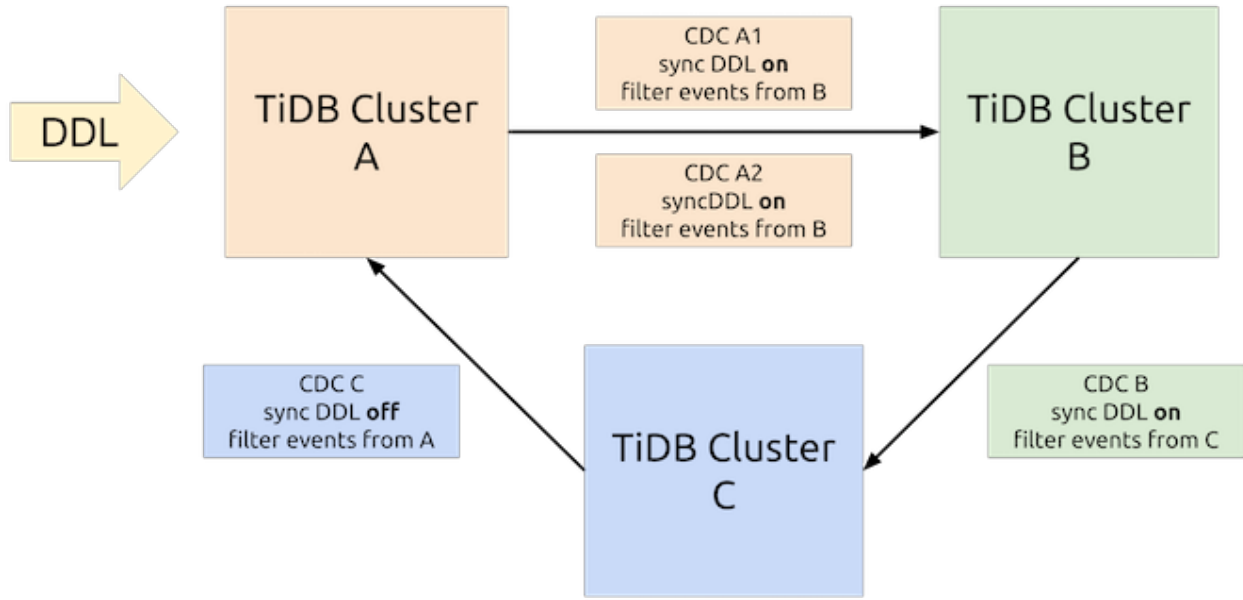 DDL
TiDB Cluster
A
CDC A1
sync DDL on
filter events from B
CDC A2
syncDDL on
filter events from B
TiDB Cluster
B
CDC C
sync DDL off
filter events from A
TiDB Cluster
C
CDC B
sync DDL on
filter events from C